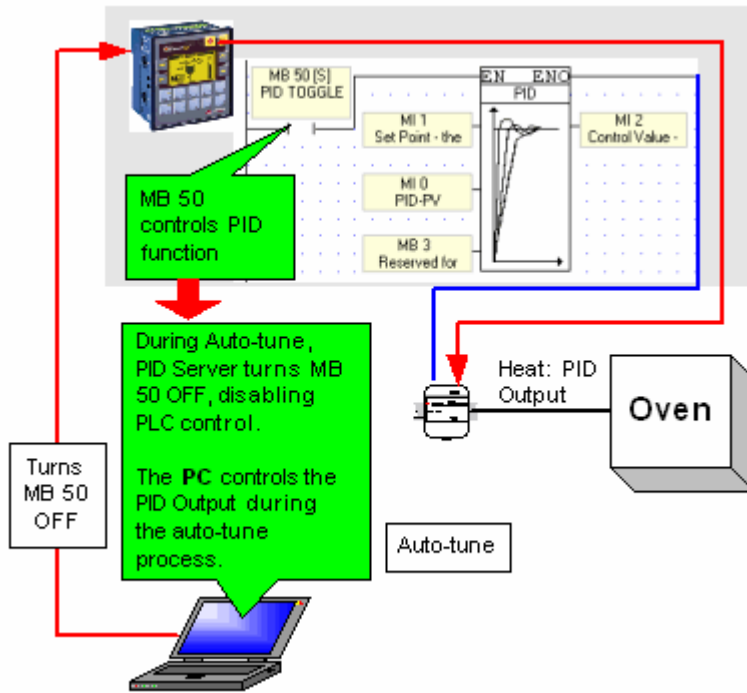 MB 50 [S]
PID TOGGLE
EN ENO
PID
MI 1
Set Point - the
MI 2
Control Value -
MI 0
PID-PV
MB 3
Reserved for
MB 50
controls PID
function
During Auto-tune,
PID Server turns MB
50 OFF, disabling
PLC control.
The PC controls the
PID Output during
the auto-tune
process.
Heat: PID
Output
Oven
Turns
MB 50
OFF
Auto-tune